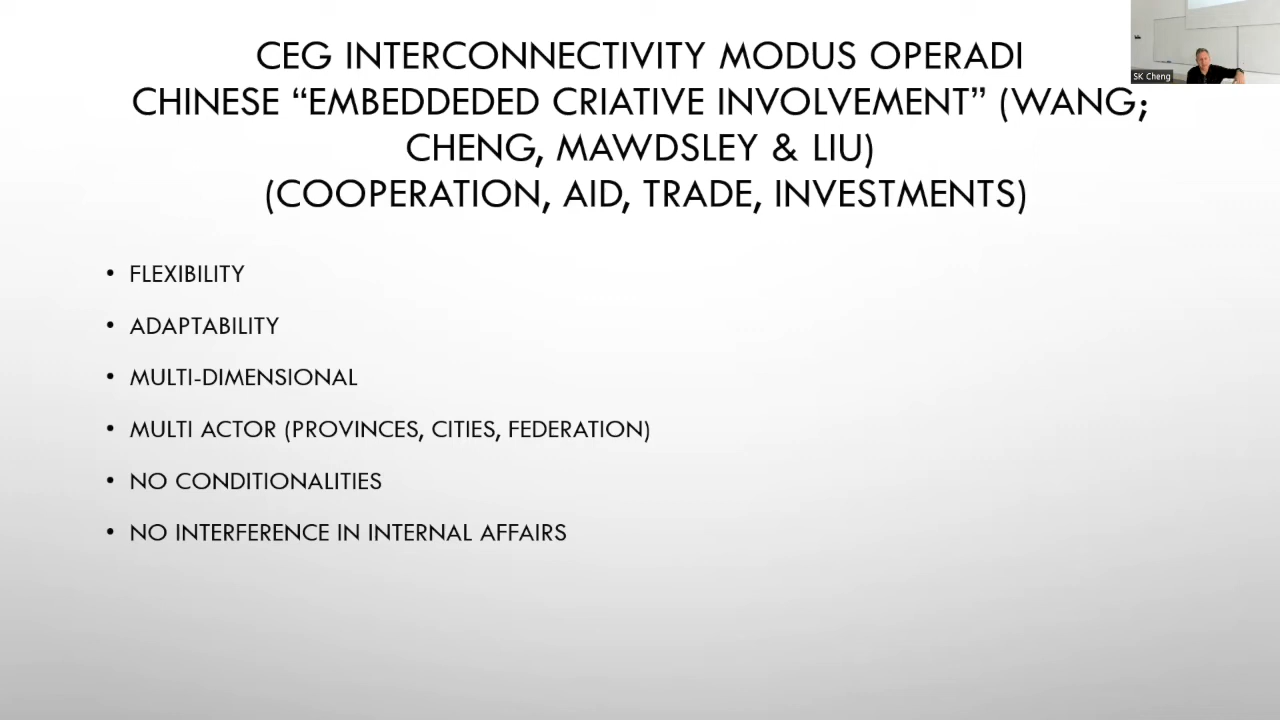 CEG INTERCONNECTIVITY MODUS OPERADI
CHINESE “EMBEDDEDED CRIATIVE INVOLVEMENT” (WANG;
CHENG, MAWDSLEY & LIU)
(COOPERATION, AID, TRADE, INVESTMENTS)
• FLEXIBILITY
• ADAPTABILITY
• MULTI-DIMENSIONAL
• MULTI ACTOR (PROVINCES, CITIES, FEDERATION)
• NO CONDITIONALITIES
• NO INTERFERENCE IN INTERNAL AFFAIRS
SK Cheng